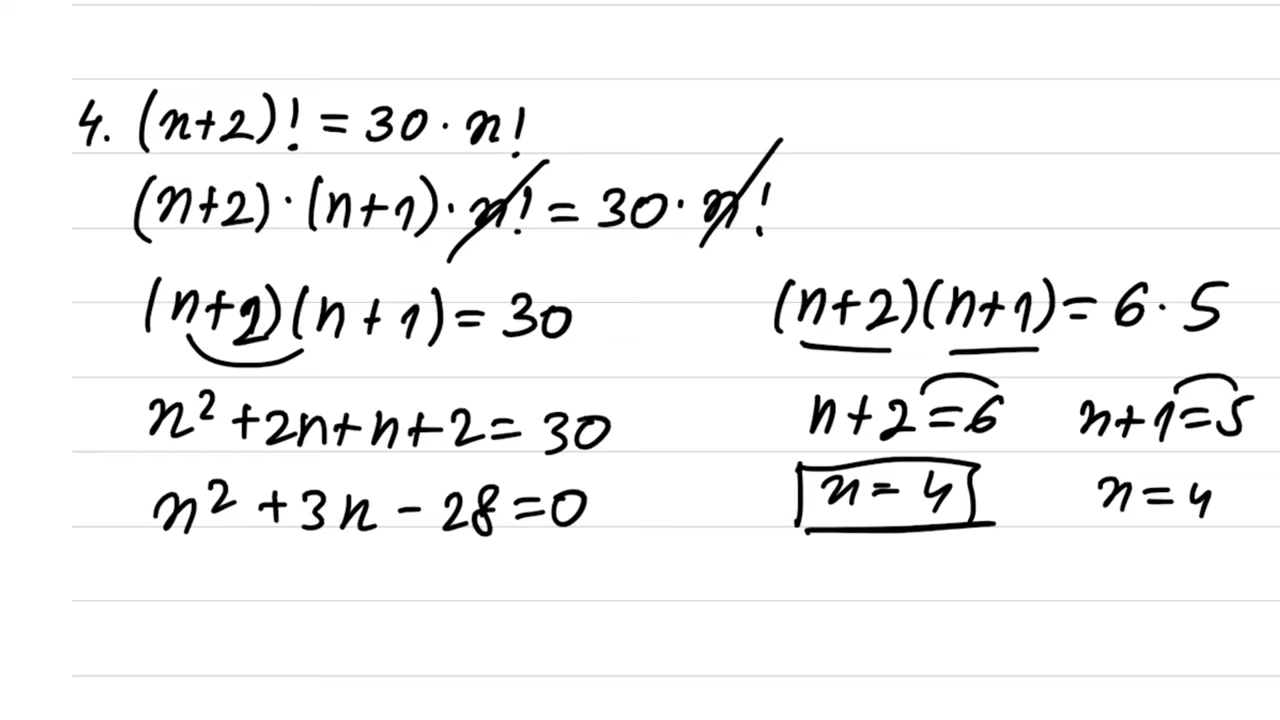 4. (n+2)! = 30 · n!
(n+2) · (n+1) · n! = 30 · n!
(n+2)(n+1) = 30
n² + 2n + n + 2 = 30
n² + 3n - 28 = 0
(n+2)(n+1) = 6 · 5
n+2 = 6 n+1 = 5
n = 4 n = 4